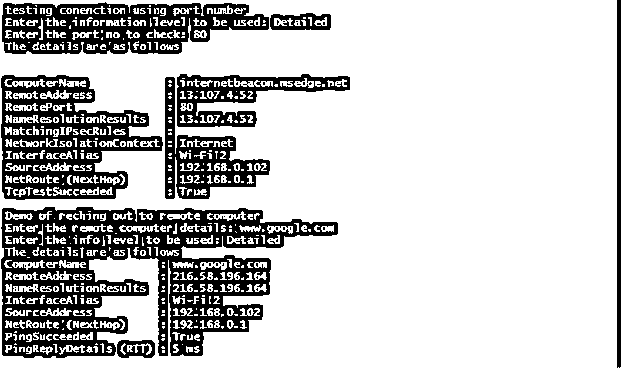 testing conenction using port number
Enter the information level to be used: Detailed
Enter the port no to check: 80
The details are as follows
ComputerName : internetbeacon.msedge.net
RemoteAddress : 13.107.4.52
RemotePort : 80
NameResolutionResults : 13.107.4.52
MatchingIPsecRules :
NetworkIsolationContext : Internet
InterfaceAlias : Wi-Fi 2
SourceAddress : 192.168.0.102
NetRoute (NextHop) : 192.168.0.1
TcpTestSucceeded : True
Demo of reching out to remote computer
Enter the remote computer details: www.google.com
Enter the info level to be used: Detailed
The details are as follows
ComputerName : www.google.com
RemoteAddress : 216.58.196.164
NameResolutionResults : 216.58.196.164
InterfaceAlias : Wi-Fi 2
SourceAddress : 192.168.0.102
NetRoute (NextHop) : 192.168.0.1
PingSucceeded : True
PingReplyDetails (RTT) : 5 ms